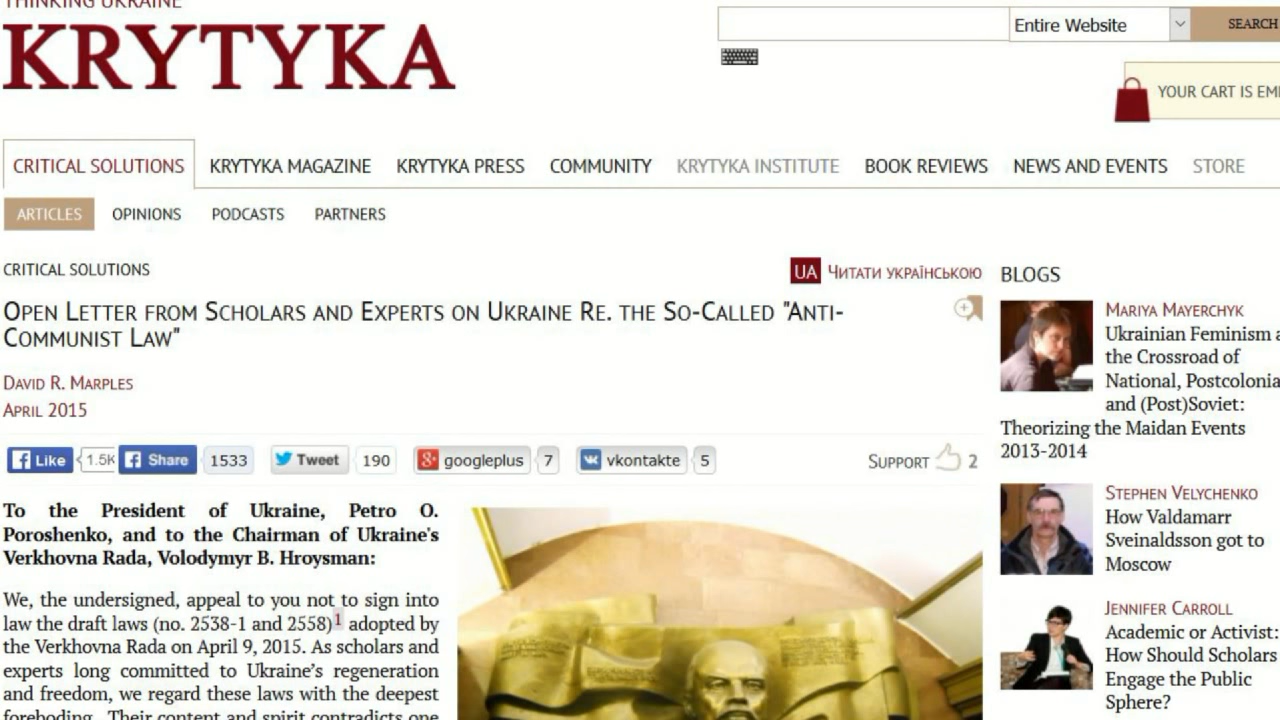 THINKING UKRAINE
KRYTYKA
Entire Website
SEARCH
YOUR CART IS
CRITICAL SOLUTIONS
KRYTYKA MAGAZINE
KRYTYKA PRESS
COMMUNITY
KRYTYKA INSTITUTE
BOOK REVIEWS
NEWS AND EVENTS
STORE
ARTICLES
OPINIONS
PODCASTS
PARTNERS
CRITICAL SOLUTIONS
UA Читати українською
Open Letter from Scholars and Experts on Ukraine Re. the So-Called "Anti-
Communist Law"
David R. Marples
April 2015
Like 1.5K Share 1533 Tweet 190 googleplus 7 vkontakte 5
Support 2
To the President of Ukraine, Petro O.
Poroshenko, and to the Chairman of Ukraine's
Verkhovna Rada, Volodymyr B. Hroysman:
We, the undersigned, appeal to you not to sign into
law the draft laws (no. 2538-1 and 2558)1 adopted by
the Verkhovna Rada on April 9, 2015. As scholars and
experts long committed to Ukraine's regeneration
and freedom, we regard these laws with the deepest
foreboding. Their content and spirit contradicts one
BLOGS
Mariya Mayerchyk
Ukrainian Feminism
the Crossroad of
National, Postcolonia
and (Post)Soviet:
Theorizing the Maidan Events
2013-2014
Stephen Velychenko
How Valdamarr
Sveinaldsson got to
Moscow
Jennifer Carroll
Academic or Activist:
How Should Scholars
Engage the Public
Sphere?